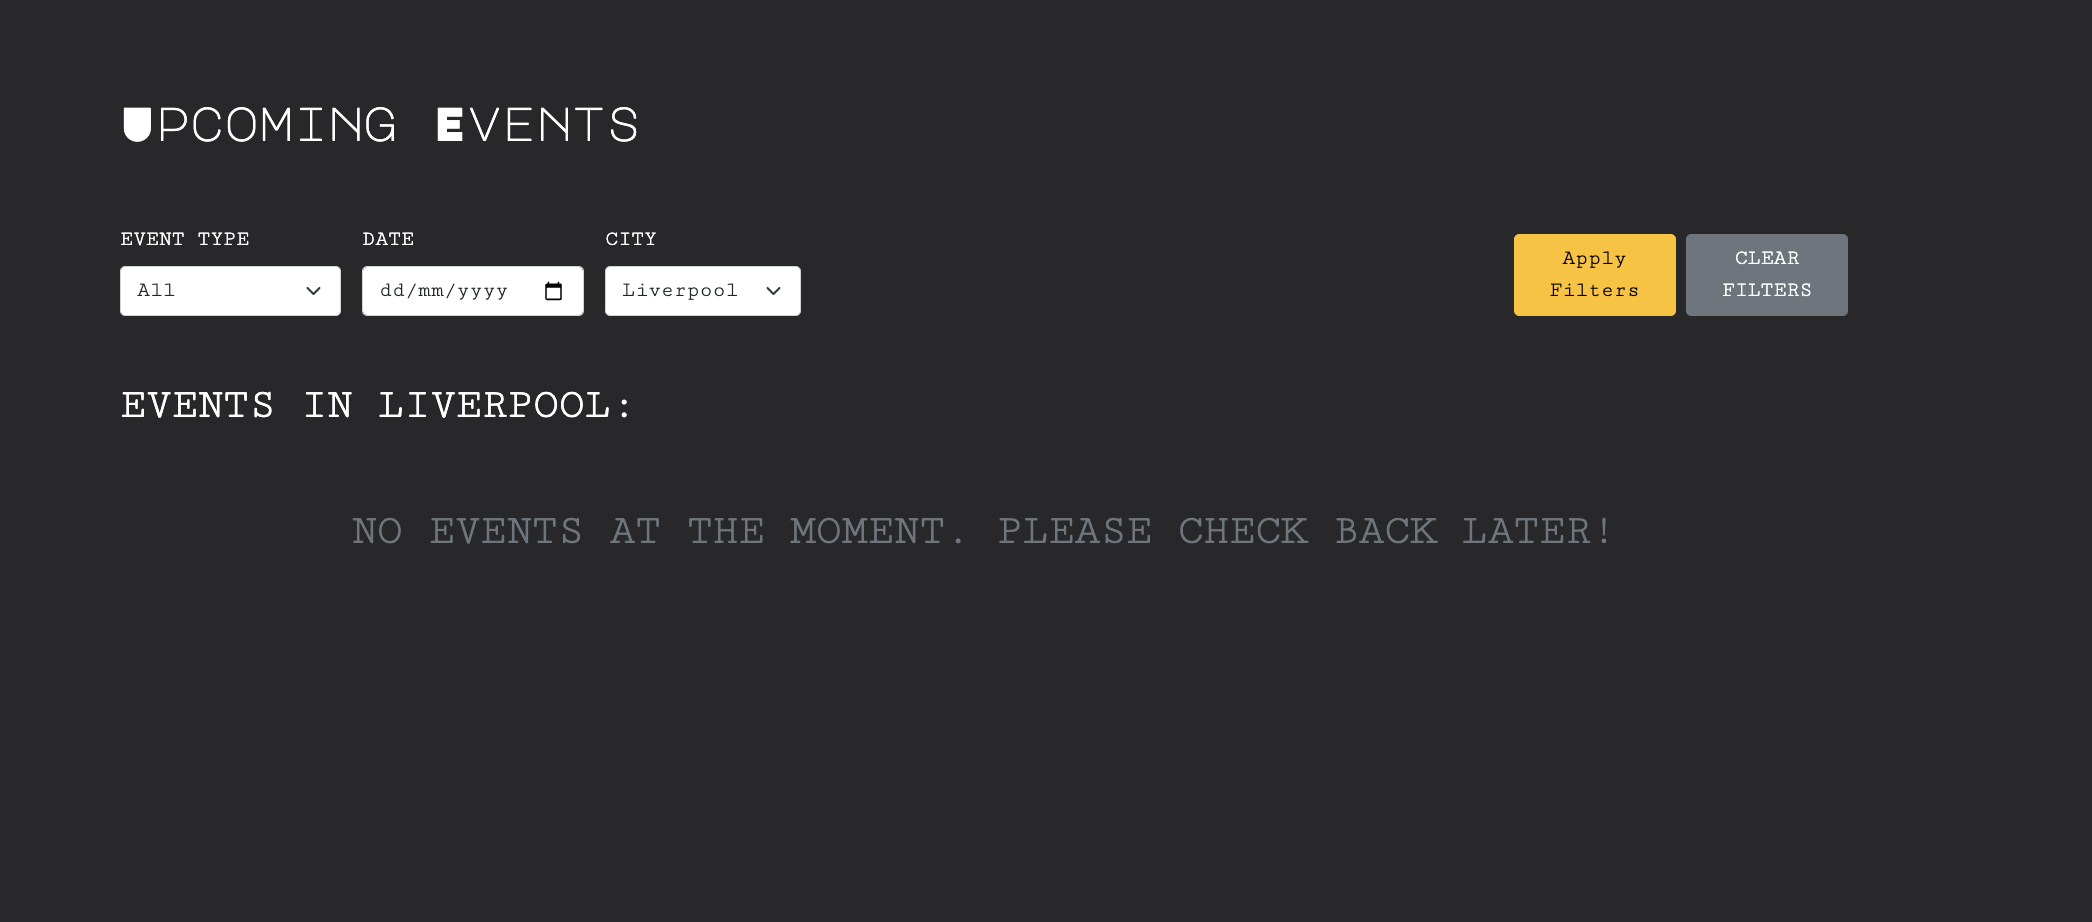 UPCOMING EVENTS
EVENT TYPE
DATE
CITY
All
dd/mm/yyyy
Liverpool
Apply
Filters
CLEAR
FILTERS
EVENTS IN LIVERPOOL:
NO EVENTS AT THE MOMENT. PLEASE CHECK BACK LATER!